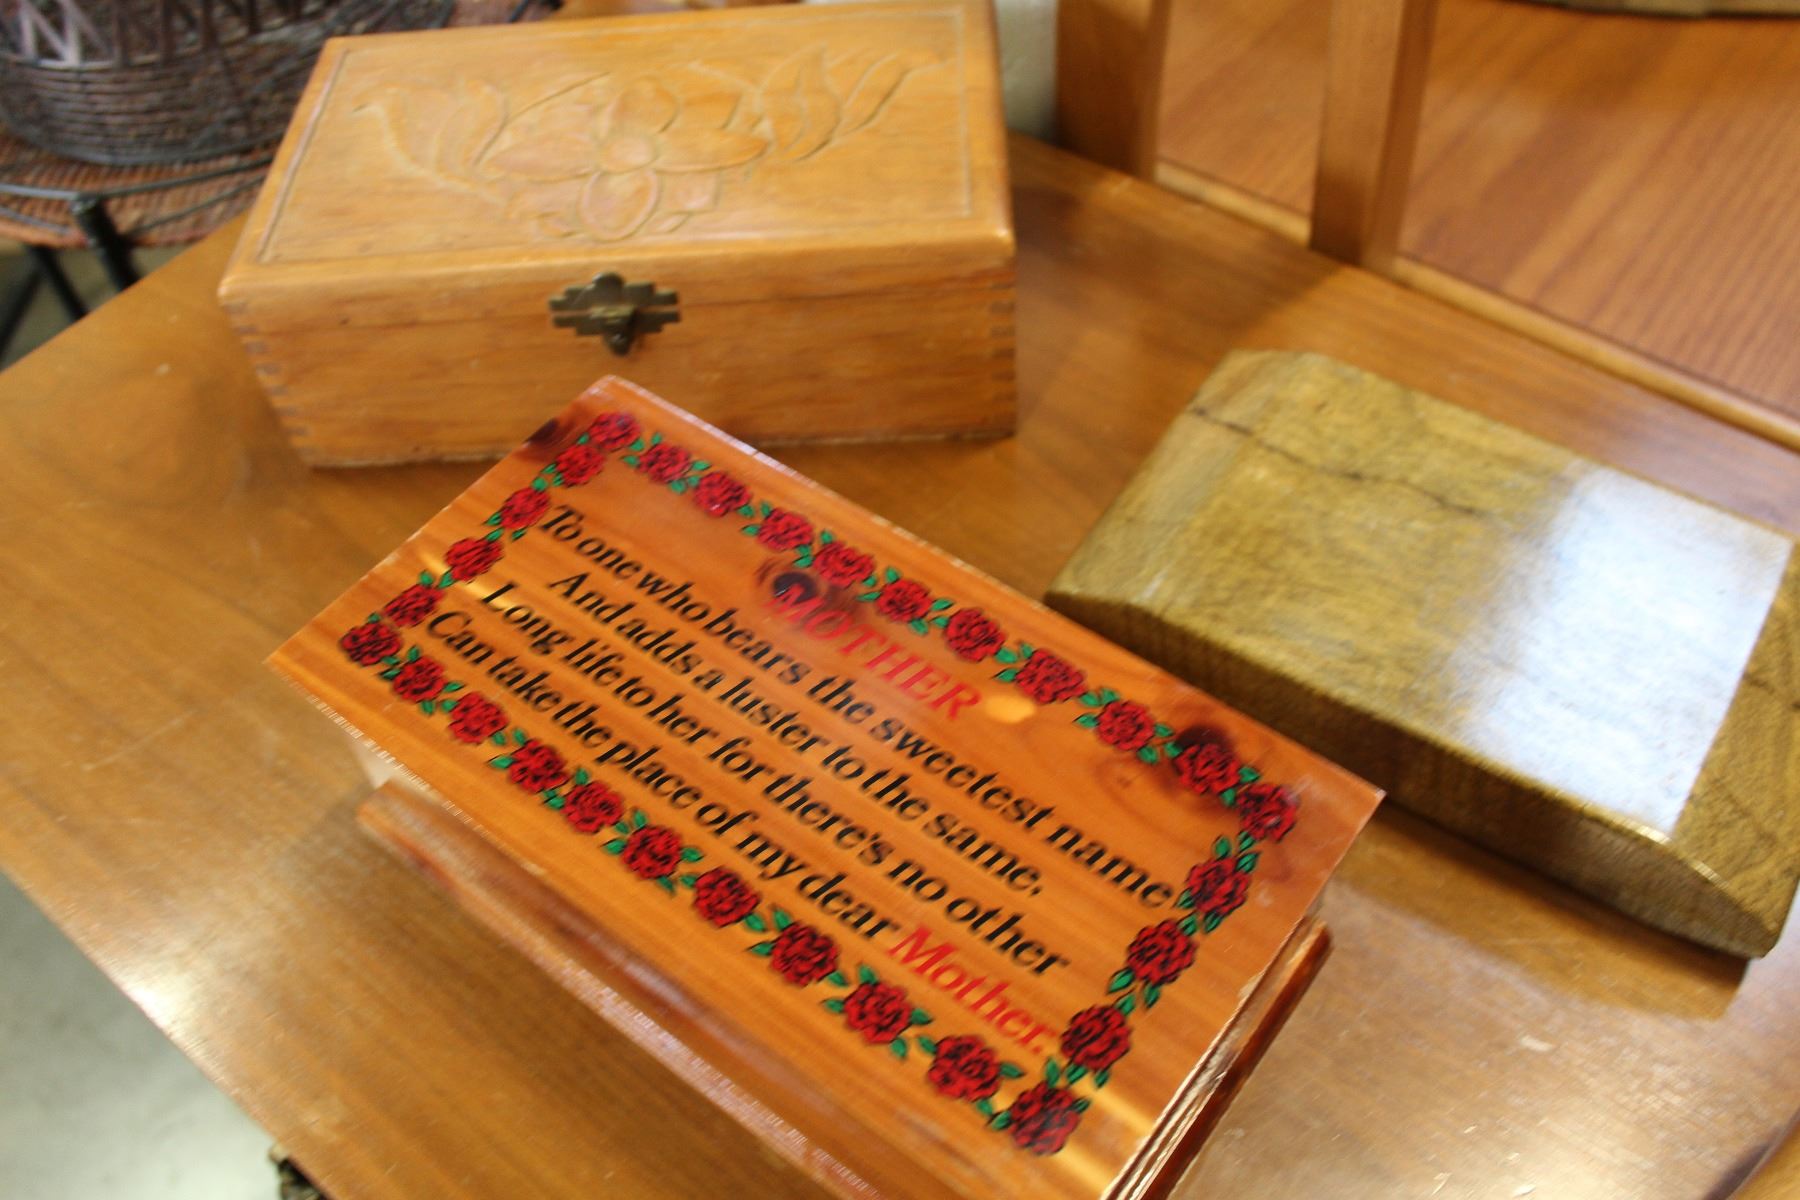 MOTHER
To one who bears the sweetest name
And adds a luster to the same,
Long life to her for there's no other
Can take the place of my dear Mother.